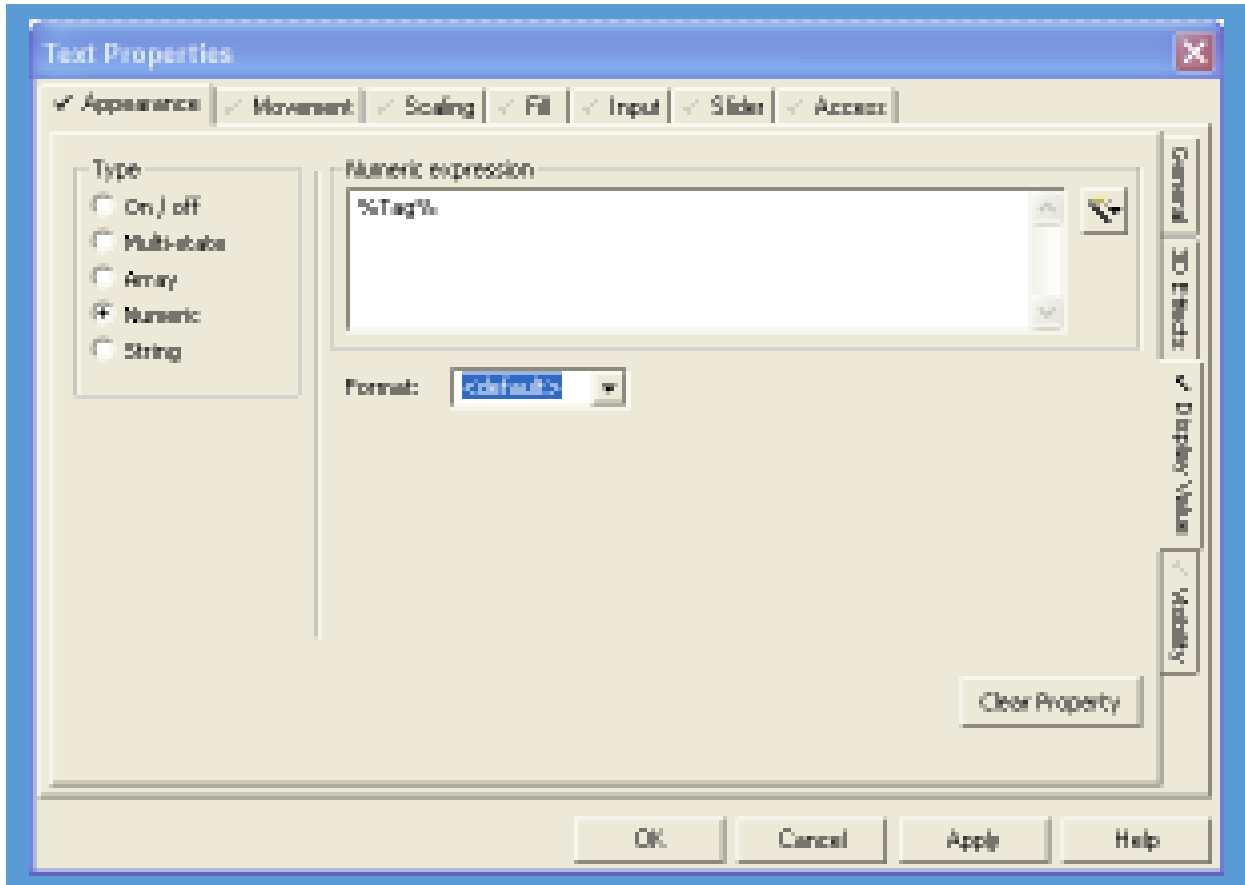 Text Properties
Appearance Movement Scaling Fill Input Slider Access
Type
On / off
Multi-state
Array
Numeric
String
Numeric expression
%Tag%
Format: <default>
General
3D Effects
Display Value
Visibility
Clear Property
OK Cancel Apply Help